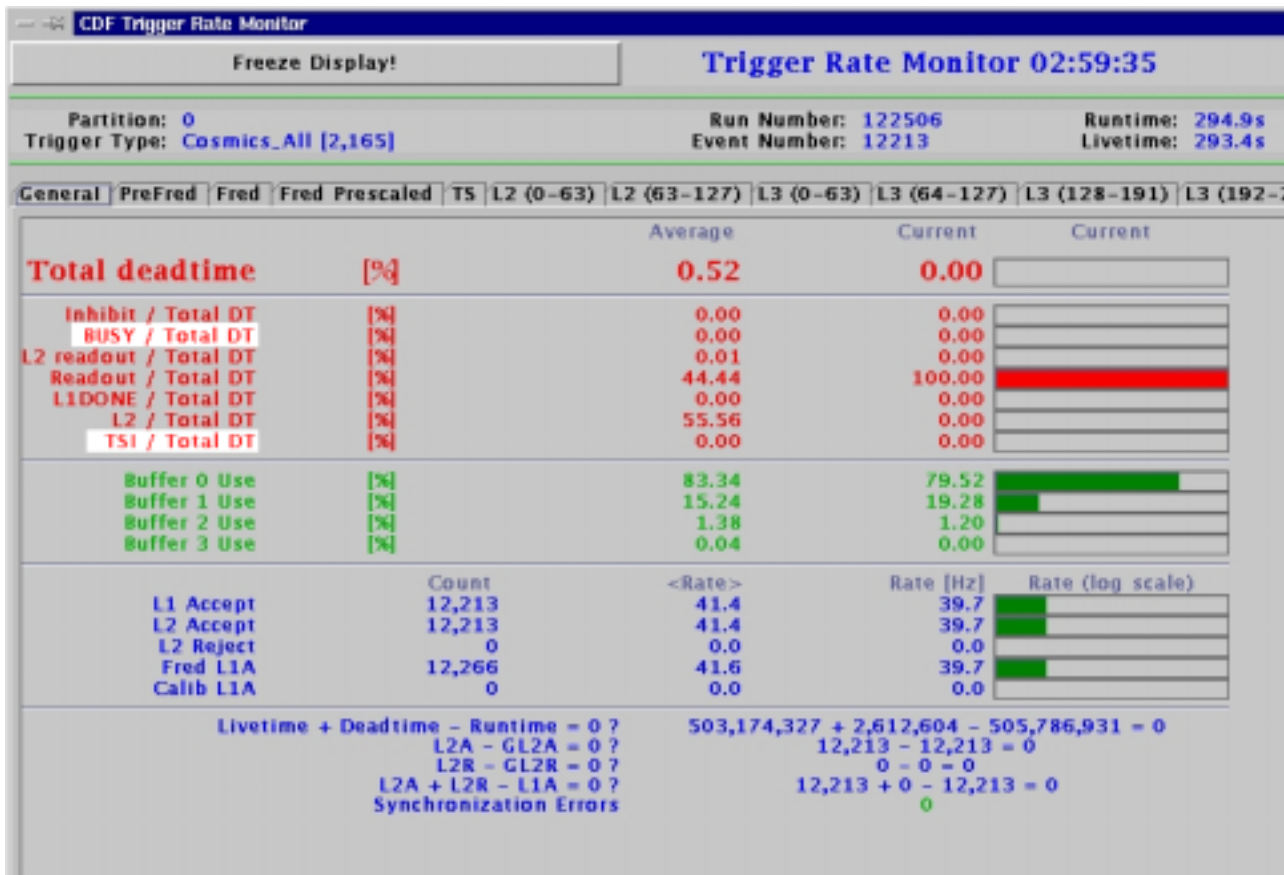 CDF Trigger Rate Monitor
Freeze Display! Trigger Rate Monitor 02:59:35
Partition: 0 Run Number: 122506 Runtime: 294.9s
Trigger Type: Cosmics_All [2,165] Event Number: 12213 Livetime: 293.4s
General PreFred Fred Fred Prescaled TS L2 (0-63) L2 (63-127) L3 (0-63) L3 (64-127) L3 (128-191) L3 (192-
Average Current Current
Total deadtime [%] 0.52 0.00
Inhibit / Total DT [%] 0.00 0.00
BUSY / Total DT [%] 0.00 0.00
L2 readout / Total DT [%] 0.01 0.00
Readout / Total DT [%] 44.44 100.00
L1DONE / Total DT [%] 0.00 0.00
L2 / Total DT [%] 55.56 0.00
TSI / Total DT [%] 0.00 0.00
Buffer 0 Use [%] 83.34 79.52
Buffer 1 Use [%] 15.24 19.28
Buffer 2 Use [%] 1.38 1.20
Buffer 3 Use [%] 0.04 0.00
Count <Rate> Rate [Hz] Rate (log scale)
L1 Accept 12,213 41.4 39.7
L2 Accept 12,213 41.4 39.7
L2 Reject 0 0.0 0.0
Fred L1A 12,266 41.6 39.7
Calib L1A 0 0.0 0.0
Livetime + Deadtime - Runtime = 0 ? 503,174,327 + 2,612,604 - 505,786,931 = 0
L2A - GL2A = 0 ? 12,213 - 12,213 = 0
L2R - GL2R = 0 ? 0 - 0 = 0
L2A + L2R - L1A = 0 ? 12,213 + 0 - 12,213 = 0
Synchronization Errors 0